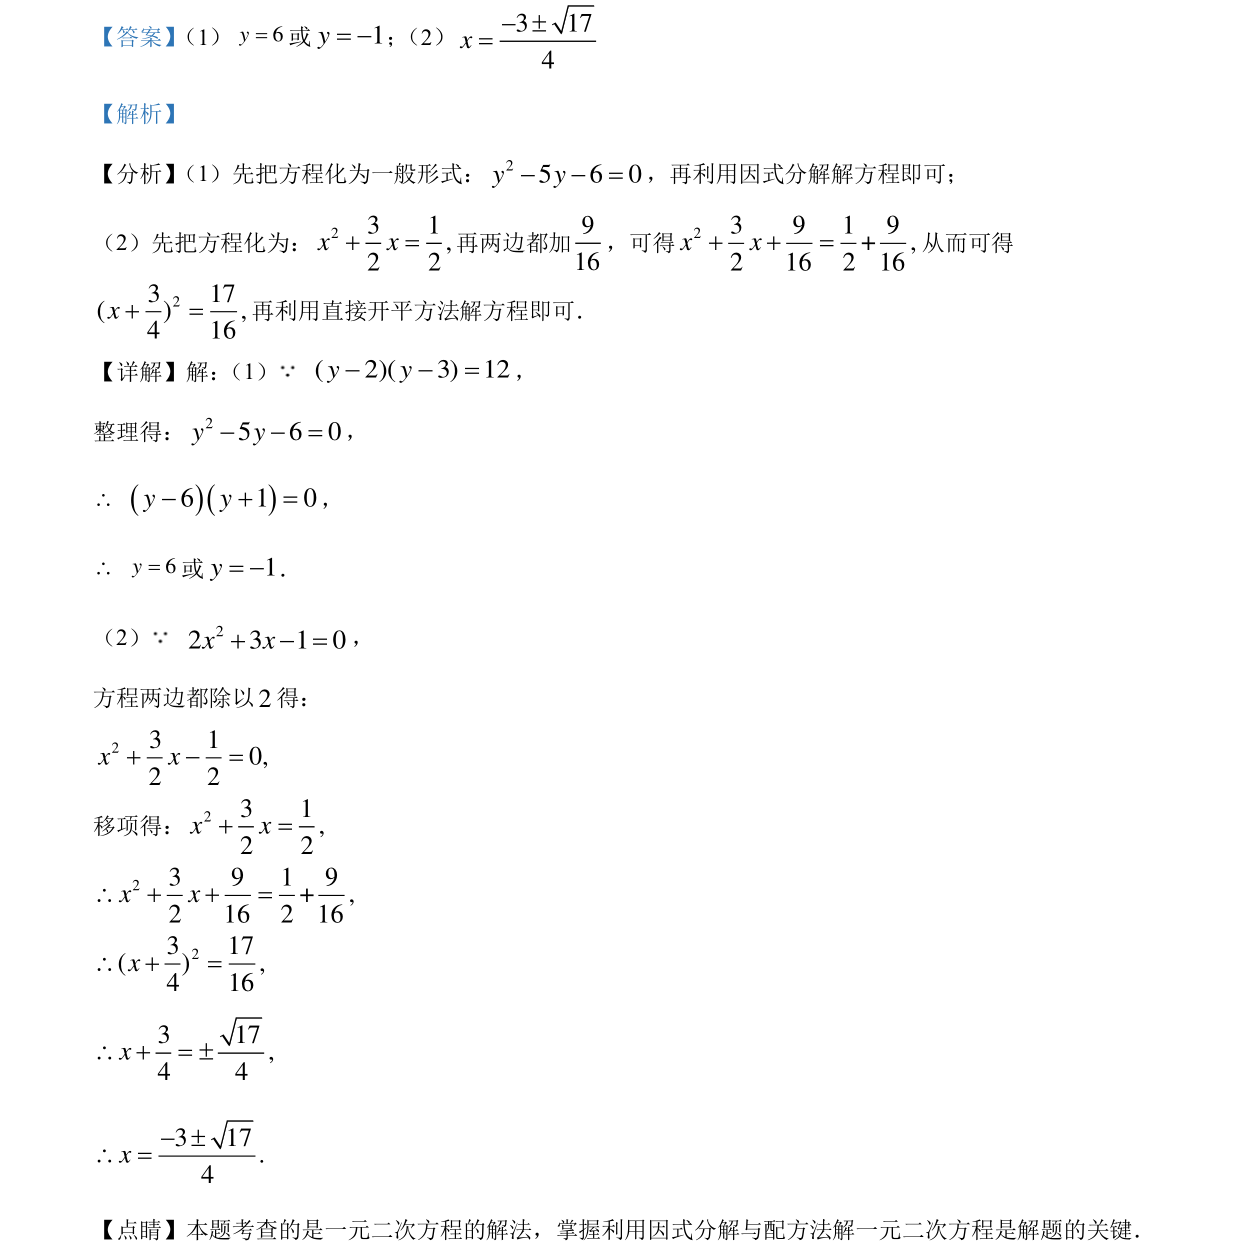 【答案】（1） y=6或y=−1；（2） x=(−3±√17)/4
【解析】
【分析】（1）先把方程化为一般形式：y²−5y−6=0，再利用因式分解解方程即可；
（2）先把方程化为：x²+3/2x=1/2,再两边都加9/16，可得x²+3/2x+9/16=1/2+9/16,从而可得
(x+3/4)²=17/16,再利用直接开平方法解方程即可．
【详解】解：（1）∵ (y−2)(y−3)=12，
整理得：y²−5y−6=0，
∴ (y−6)(y+1)=0，
∴ y=6或y=−1．
（2）∵ 2x²+3x−1=0，
方程两边都除以2得：
x²+3/2x−1/2=0,
移项得：x²+3/2x=1/2,
∴x²+3/2x+9/16=1/2+9/16,
∴(x+3/4)²=17/16,
∴x+3/4=±√17/4,
∴x=(−3±√17)/4.
【点睛】本题考查的是一元二次方程的解法，掌握利用因式分解与配方法解一元二次方程是解题的关键．